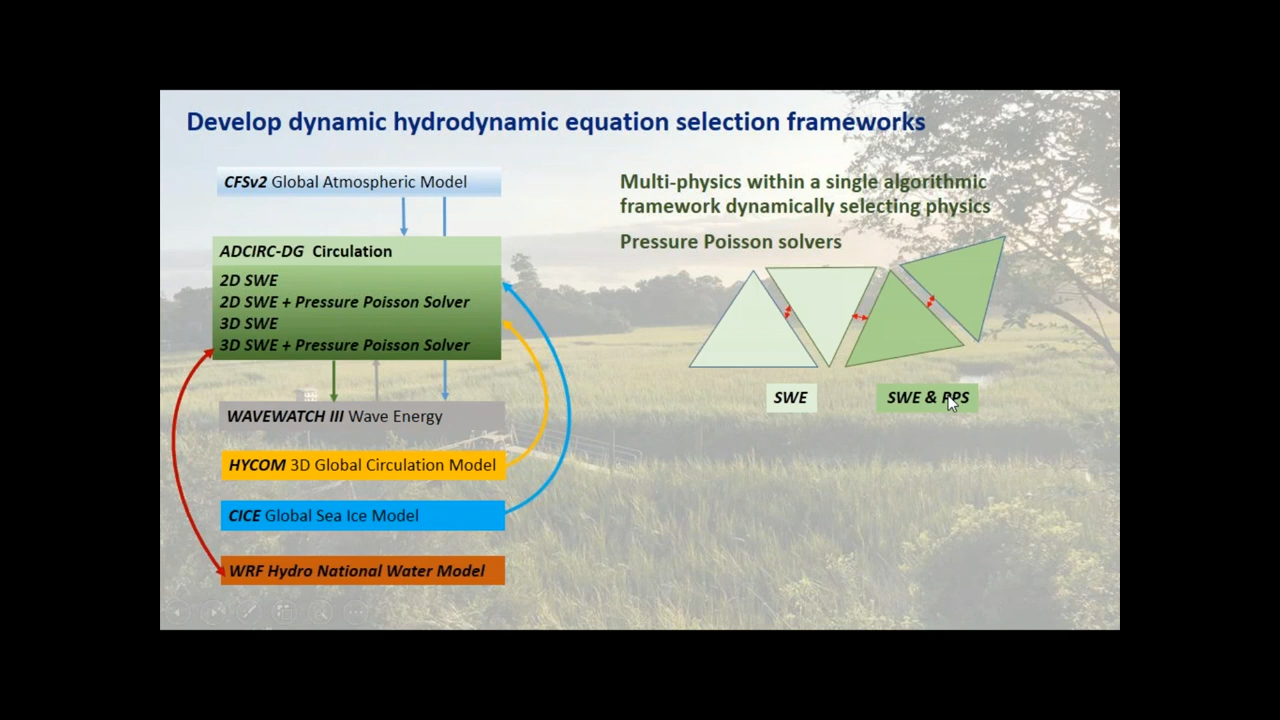 Develop dynamic hydrodynamic equation selection frameworks
CFSv2 Global Atmospheric Model
ADCIRC-DG Circulation
2D SWE
2D SWE + Pressure Poisson Solver
3D SWE
3D SWE + Pressure Poisson Solver
WAVEWATCH III Wave Energy
HYCOM 3D Global Circulation Model
CICE Global Sea Ice Model
WRF Hydro National Water Model
Multi-physics within a single algorithmic
framework dynamically selecting physics
Pressure Poisson solvers
SWE
SWE & PPS